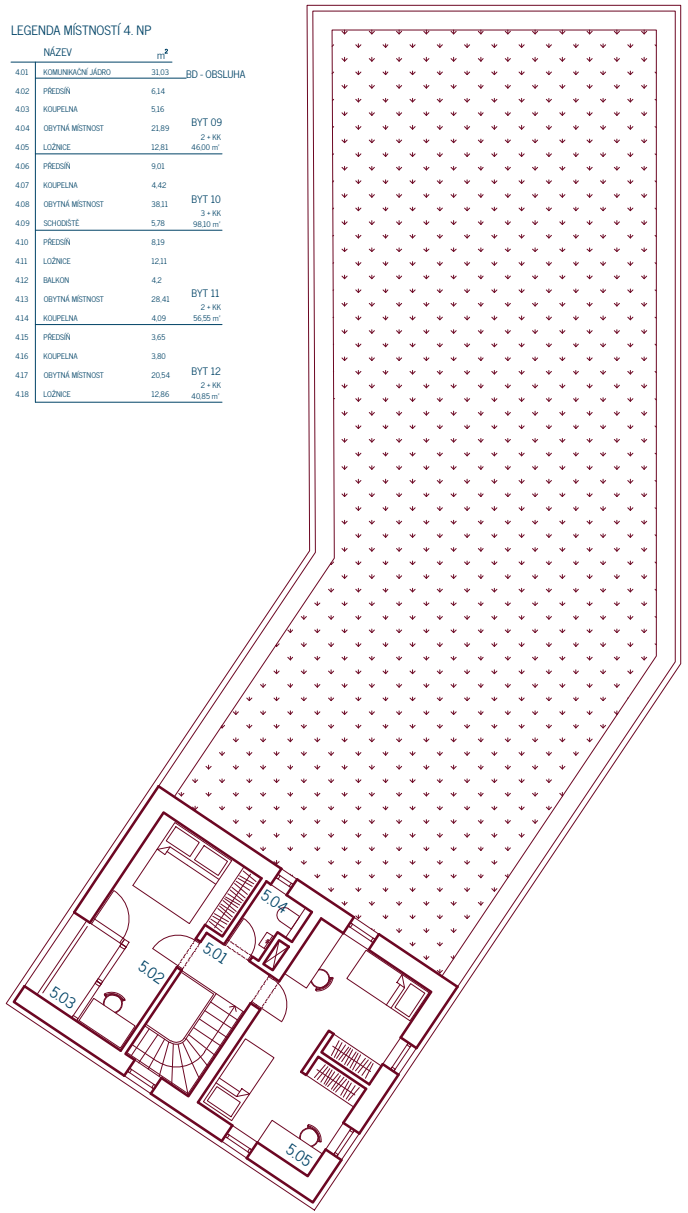 LEGENDA MÍSTNOSTÍ 4. NP
NÁZEV m²
4.01 KOMUNIKAČNÍ JÁDRO 31,03 BD - OBSLUHA
4.02 PŘEDSÍŇ 6,14
4.03 KOUPELNA 5,16
4.04 OBYTNÁ MÍSTNOST 21,89 BYT 09
2 + KK
4.05 LOŽNICE 12,81 46,00 m²
4.06 PŘEDSÍŇ 9,01
4.07 KOUPELNA 4,42
4.08 OBYTNÁ MÍSTNOST 38,11 BYT 10
3 + KK
4.09 SCHODIŠTĚ 5,78 98,10 m²
4.10 PŘEDSÍŇ 8,19
4.11 LOŽNICE 12,11
4.12 BALKON 4,2
4.13 OBYTNÁ MÍSTNOST 28,41 BYT 11
2 + KK
4.14 KOUPELNA 4,09 56,55 m²
4.15 PŘEDSÍŇ 3,65
4.16 KOUPELNA 3,80
4.17 OBYTNÁ MÍSTNOST 20,54 BYT 12
2 + KK
4.18 LOŽNICE 12,86 40,85 m²
5.04
5.01
5.02
5.03
5.05